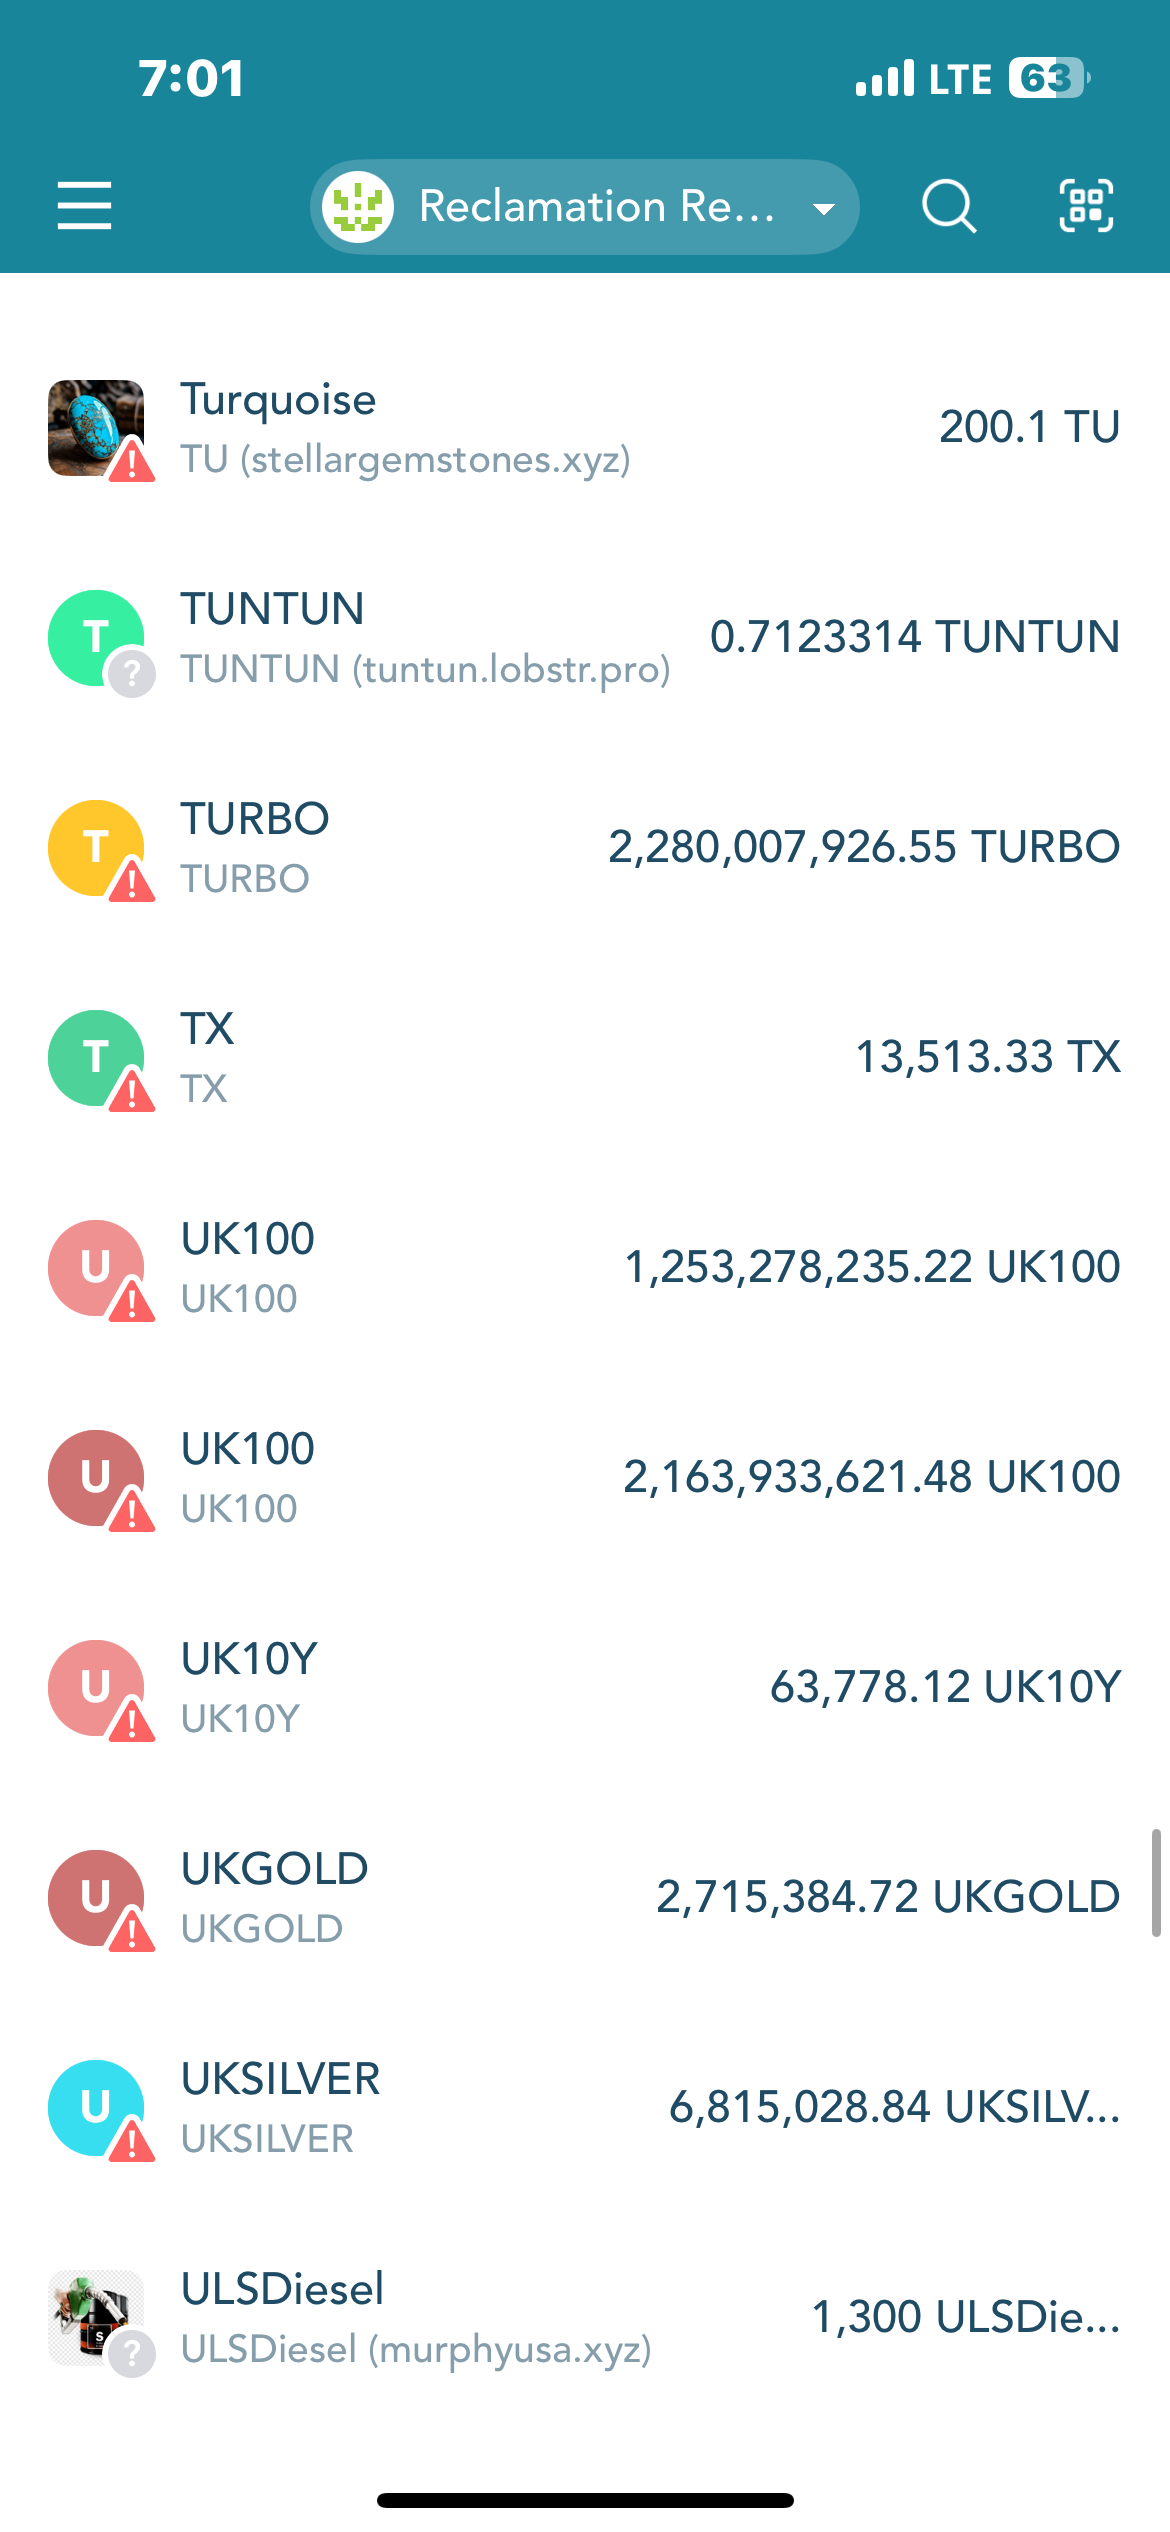 7:01
LTE 63
Reclamation Re...
Turquoise
TU (stellargemstones.xyz)
200.1 TU
T
TUNTUN
TUNTUN (tuntun.lobstr.pro)
0.7123314 TUNTUN
?
T
TURBO
TURBO
2,280,007,926.55 TURBO
T
TX
TX
13,513.33 TX
U
UK100
UK100
1,253,278,235.22 UK100
U
UK100
UK100
2,163,933,621.48 UK100
U
UK10Y
UK10Y
63,778.12 UK10Y
U
UKGOLD
UKGOLD
2,715,384.72 UKGOLD
U
UKSILVER
UKSILVER
6,815,028.84 UKSILV...
S
ULSDiesel
ULSDiesel (murphyusa.xyz)
1,300 ULSDie...
?